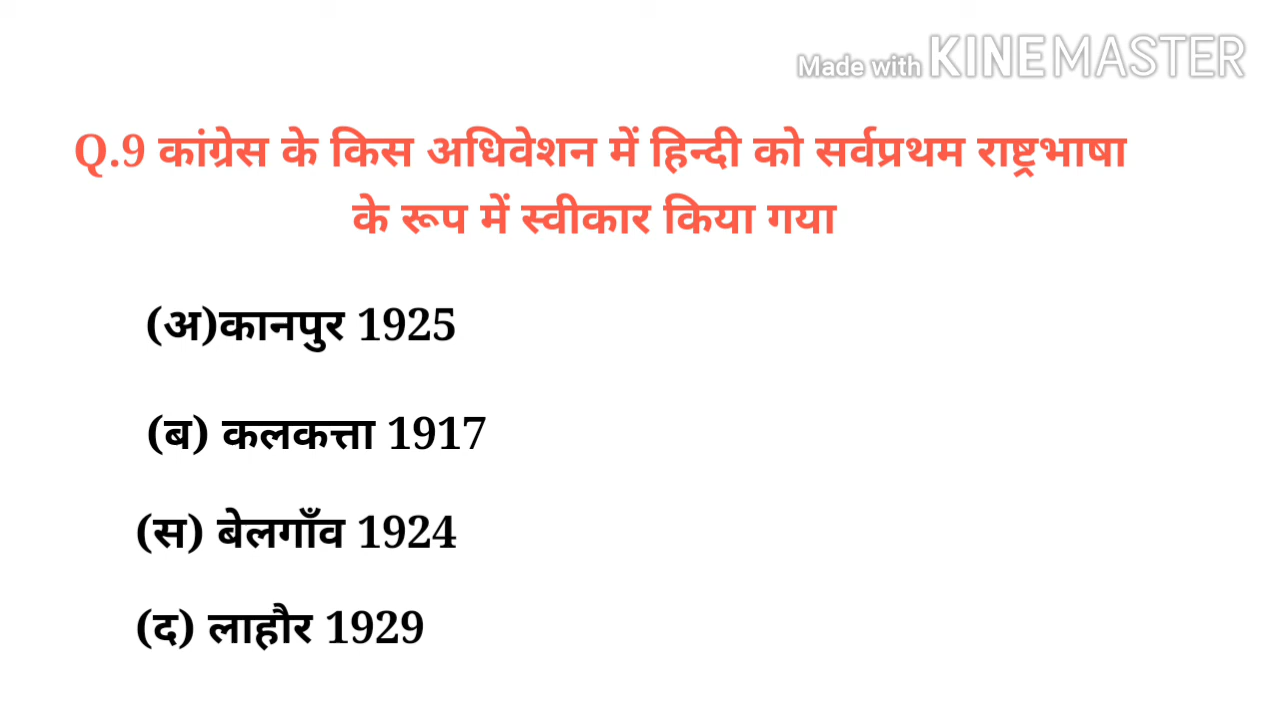 Made with KINEMASTER
Q.9 कांग्रेस के किस अधिवेशन में हिन्दी को सर्वप्रथम राष्ट्रभाषा
के रूप में स्वीकार किया गया
(अ)कानपुर 1925
(ब) कलकत्ता 1917
(स) बेलगाँव 1924
(द) लाहौर 1929